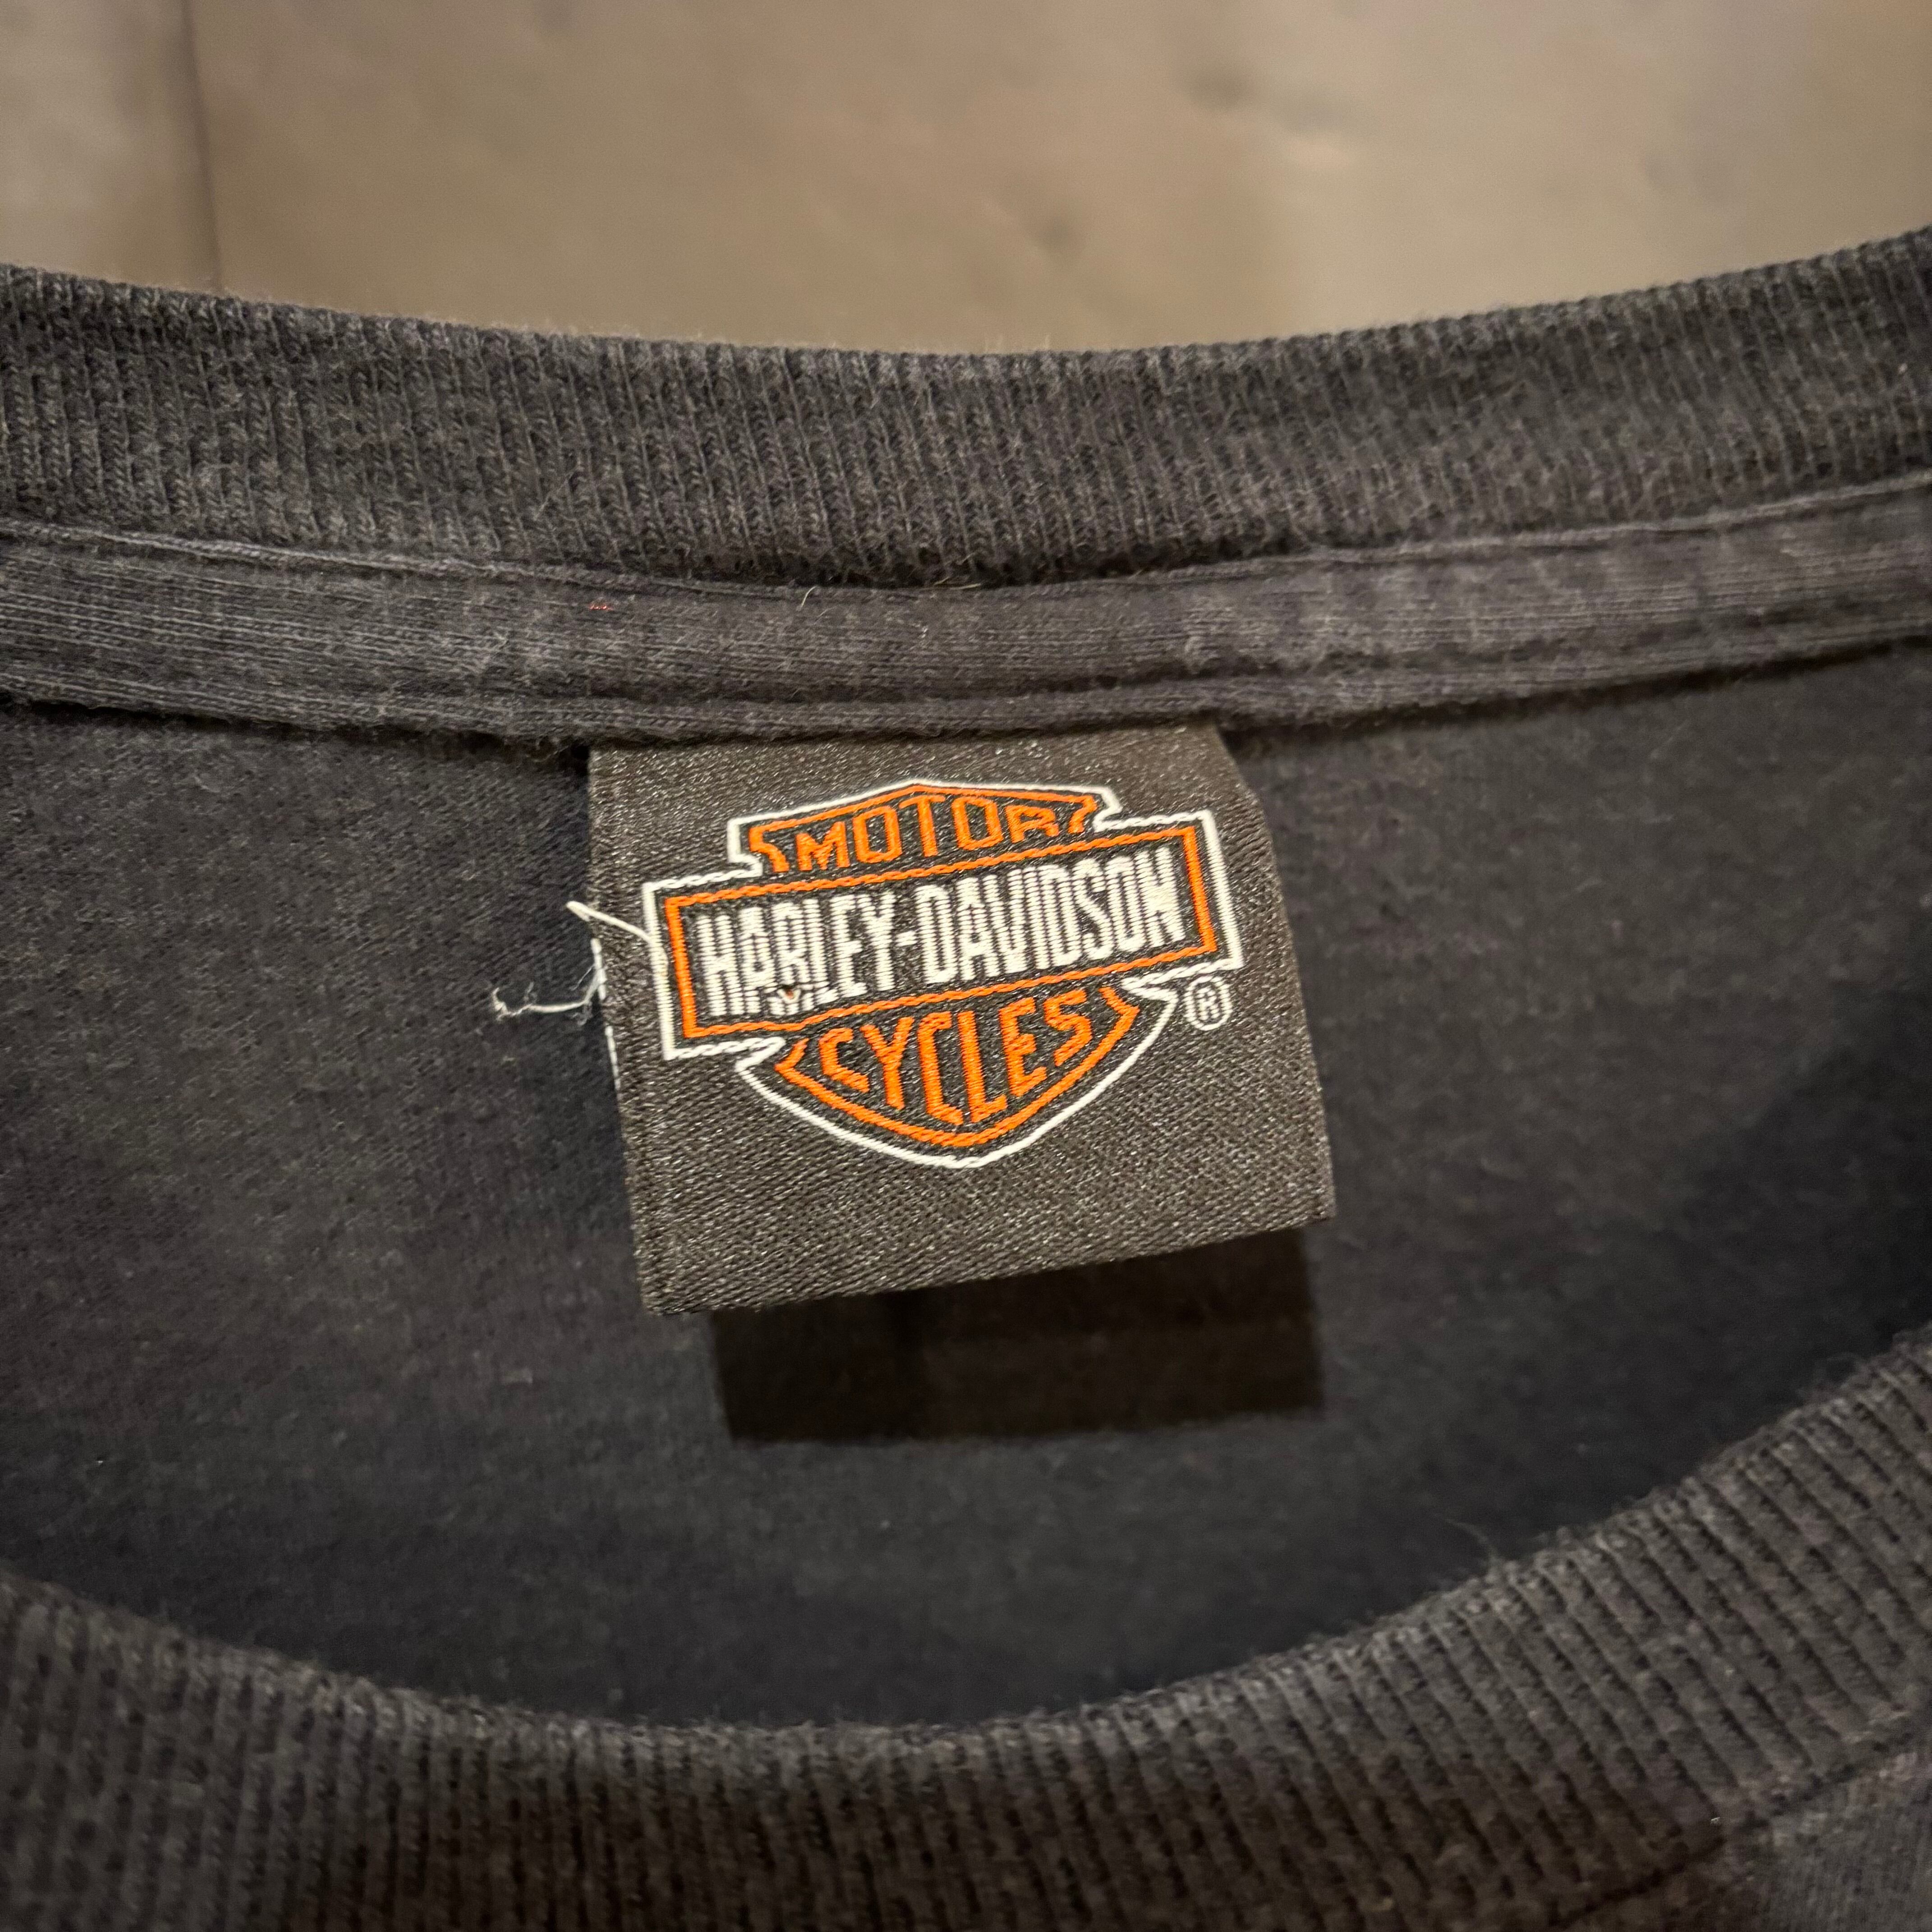 MOTOR
HARLEY-DAVIDSON
CYCLES
®